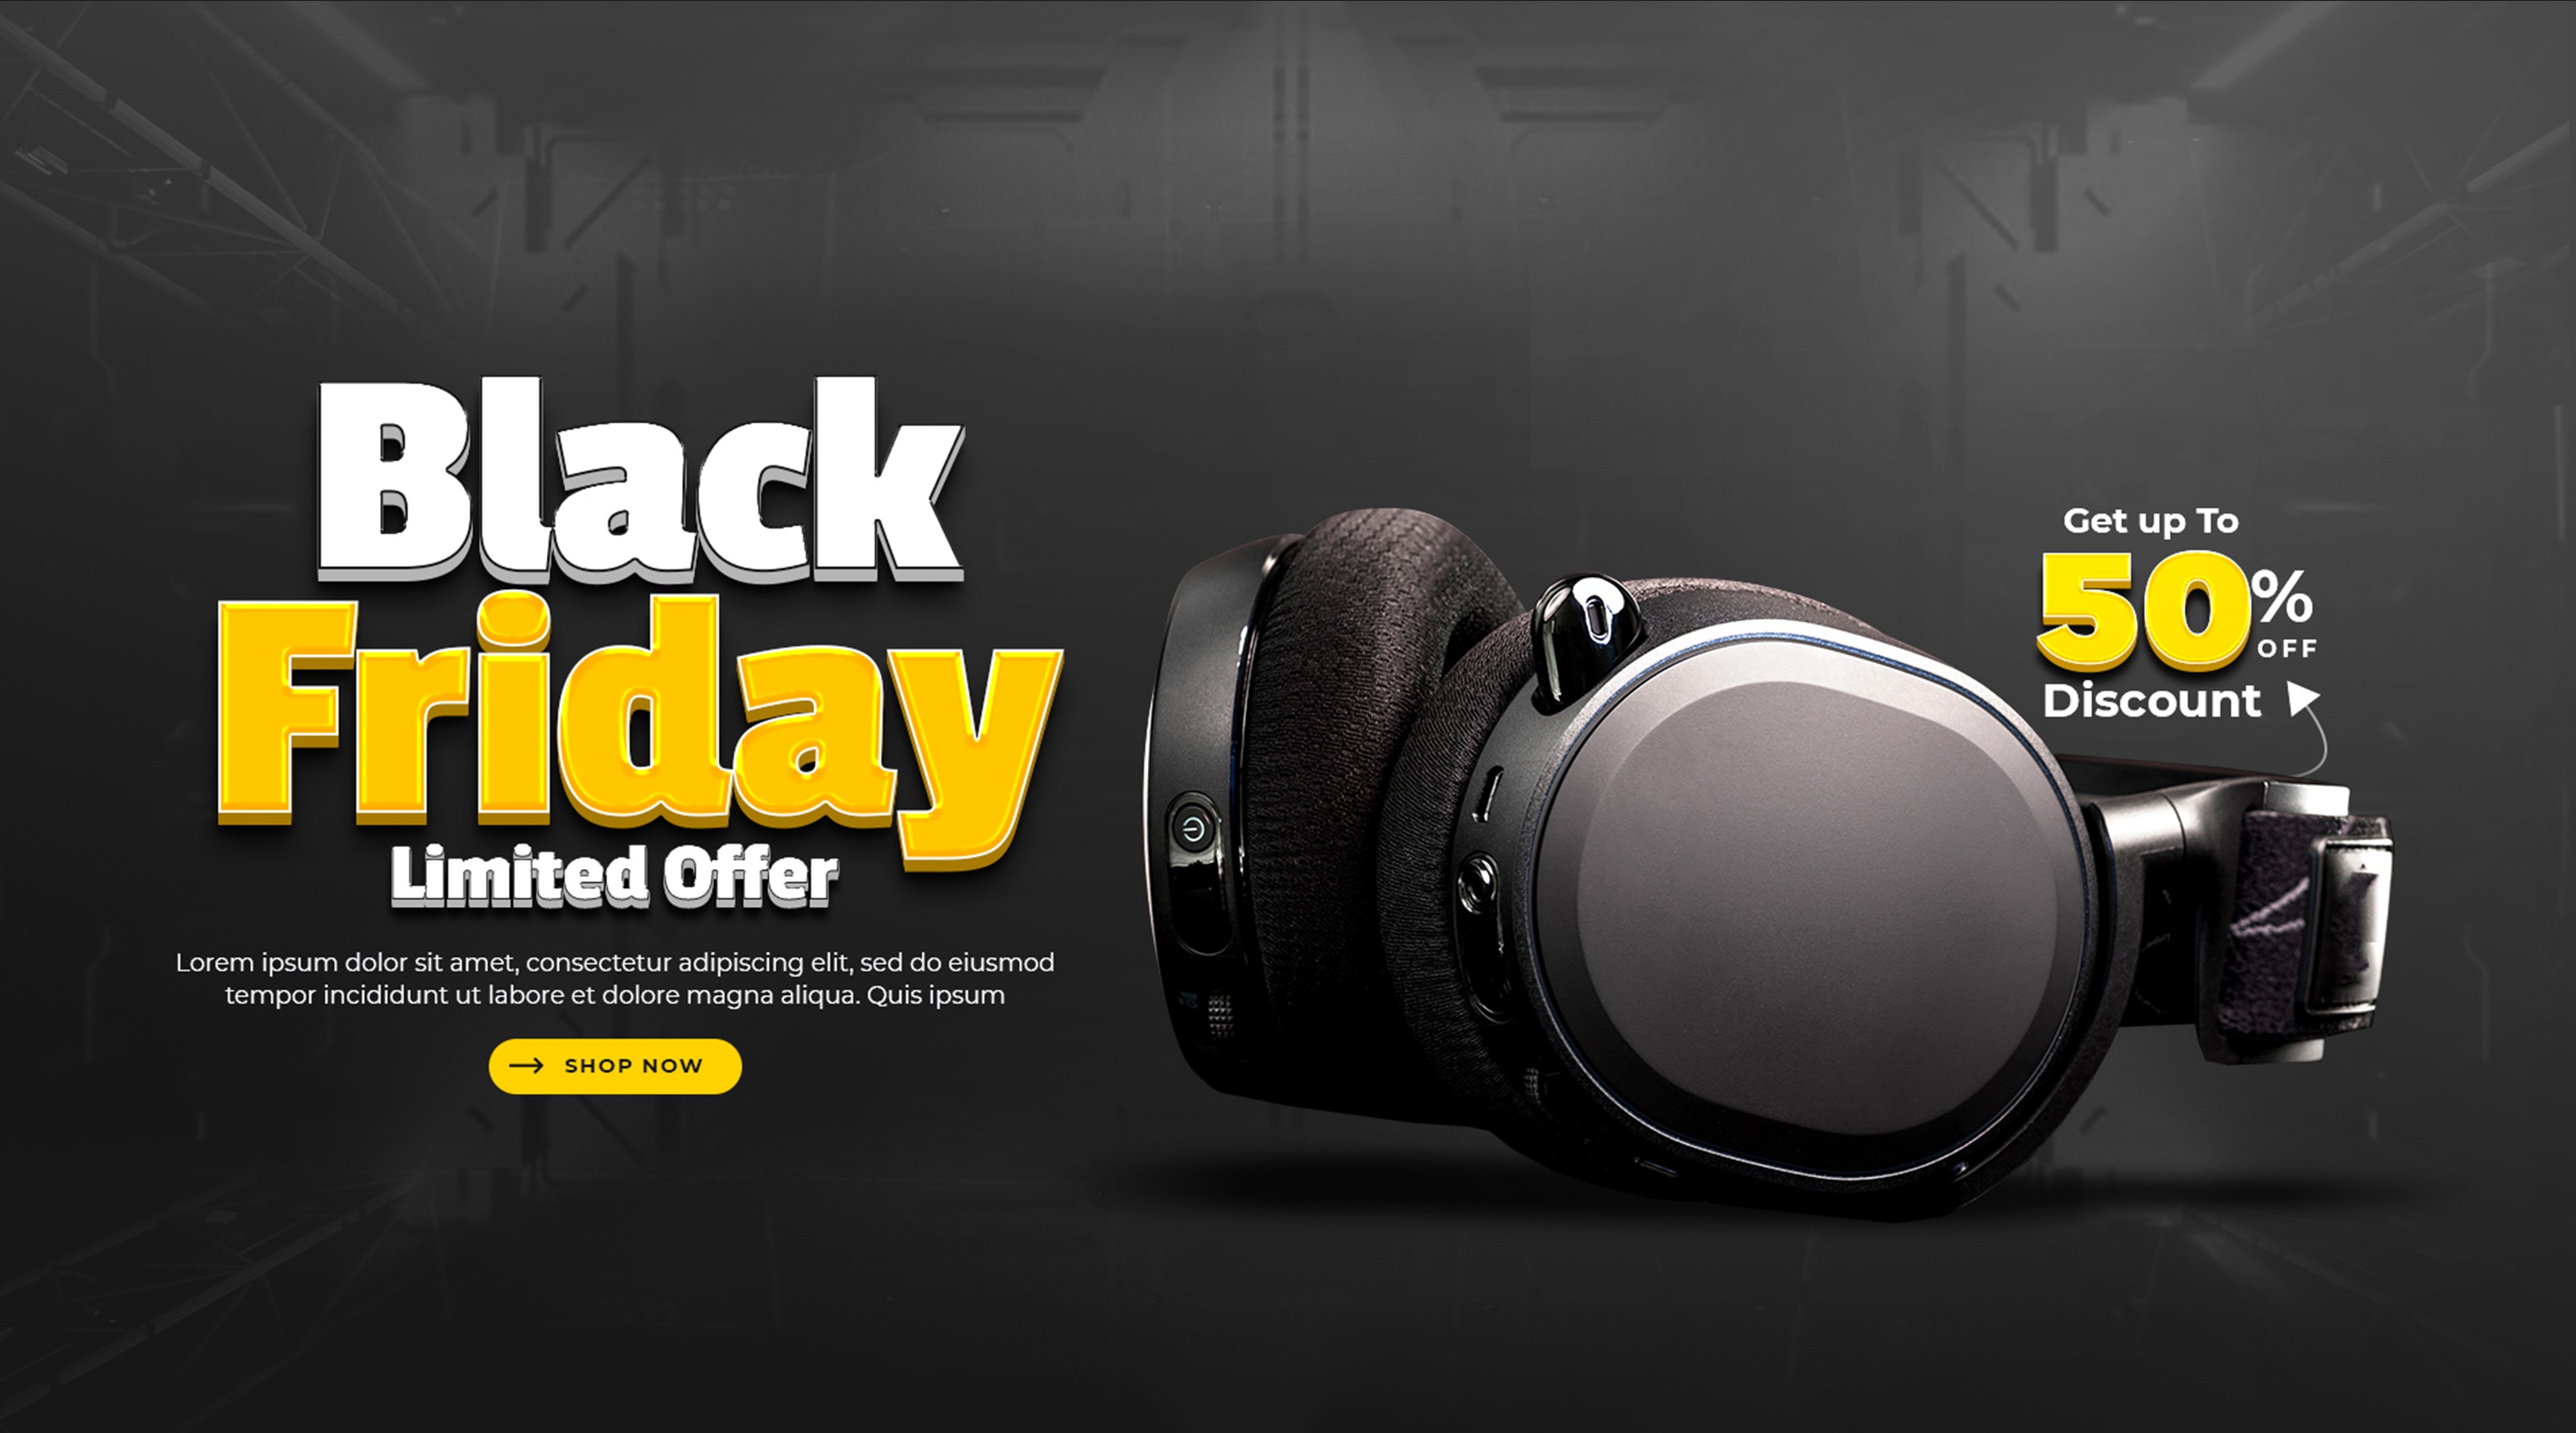 Black
Friday
Limited Offer
Lorem ipsum dolor sit amet, consectetur adipiscing elit, sed do eiusmod
tempor incididunt ut labore et dolore magna aliqua. Quis ipsum
SHOP NOW
Get up To
50%
OFF
Discount